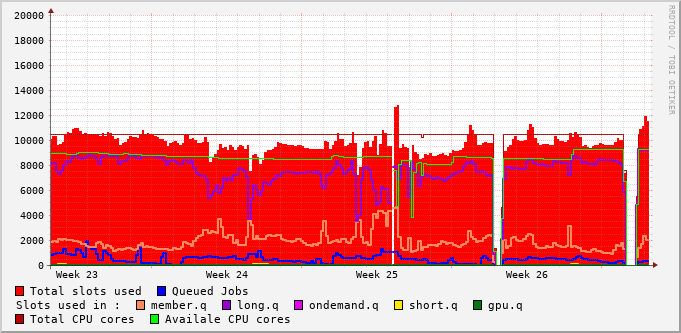 20000
18000
16000
14000
12000
10000
8000
6000
4000
2000
0
Week 23 Week 24 Week 25 Week 26
RRDTOOL / TOBI OETIKER
Total slots used Queued Jobs
Slots used in : member.q long.q ondemand.q short.q gpu.q
Total CPU cores Availale CPU cores